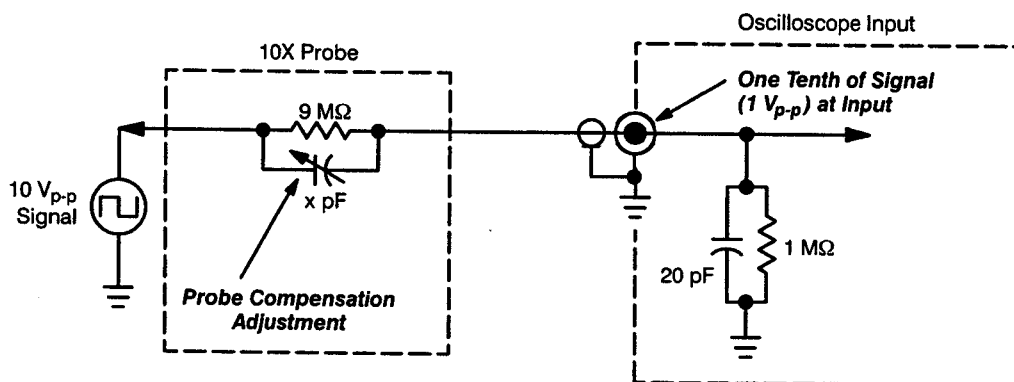 Oscilloscope Input
10X Probe
One Tenth of Signal
(1 Vp-p) at Input
9 MΩ
x pF
10 Vp-p
Signal
1 MΩ
20 pF
Probe Compensation
Adjustment